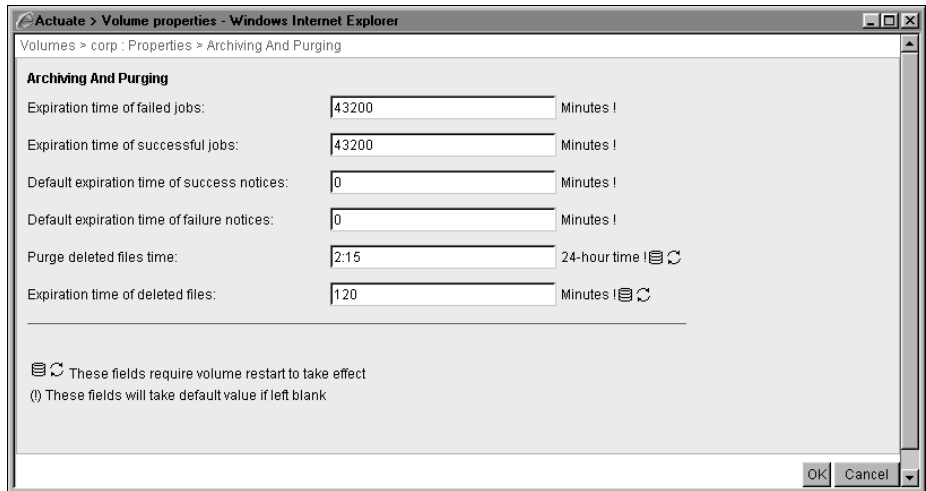 Actuate > Volume properties - Windows Internet Explorer
Volumes > corp : Properties > Archiving And Purging
Archiving And Purging
Expiration time of failed jobs: 43200 Minutes !
Expiration time of successful jobs: 43200 Minutes !
Default expiration time of success notices: 0 Minutes !
Default expiration time of failure notices: 0 Minutes !
Purge deleted files time: 2:15 24-hour time !
Expiration time of deleted files: 120 Minutes !
These fields require volume restart to take effect
(!) These fields will take default value if left blank
OK Cancel